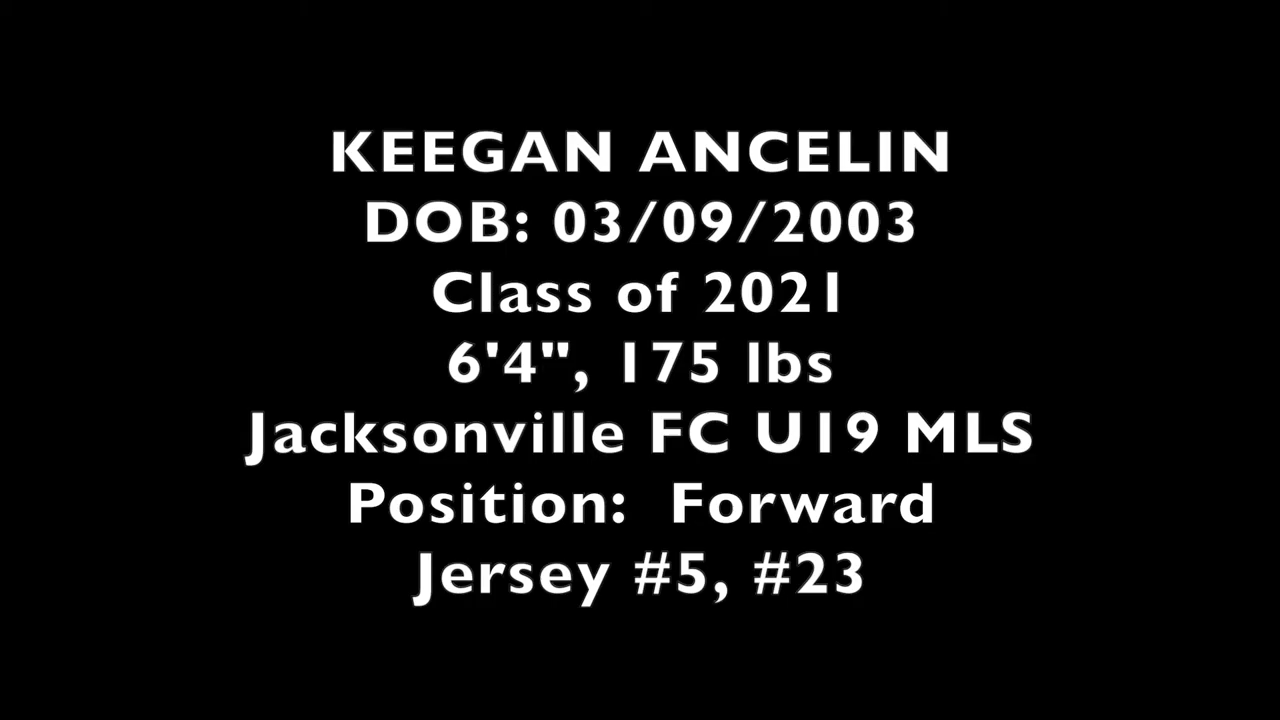 KEEGAN ANCELIN
DOB: 03/09/2003
Class of 2021
6'4", 175 lbs
Jacksonville FC U19 MLS
Position:  Forward
Jersey #5, #23